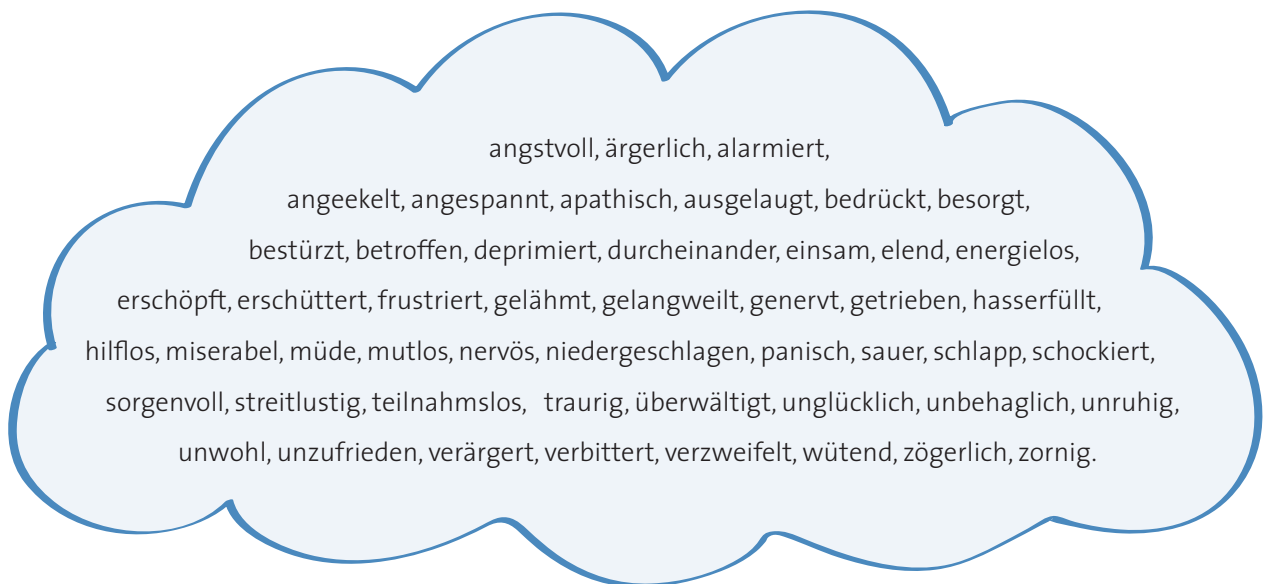 angstvoll, ärgerlich, alarmiert,
angeekelt, angespannt, apathisch, ausgelaugt, bedrückt, besorgt,
bestürzt, betroffen, deprimiert, durcheinander, einsam, elend, energielos,
erschöpft, erschüttert, frustriert, gelähmt, gelangweilt, genervt, getrieben, hasserfüllt,
hilflos, miserabel, müde, mutlos, nervös, niedergeschlagen, panisch, sauer, schlapp, schockiert,
sorgenvoll, streitlustig, teilnahmslos, traurig, überwältigt, unglücklich, unbehaglich, unruhig,
unwohl, unzufrieden, verärgert, verbittert, verzweifelt, wütend, zögerlich, zornig.